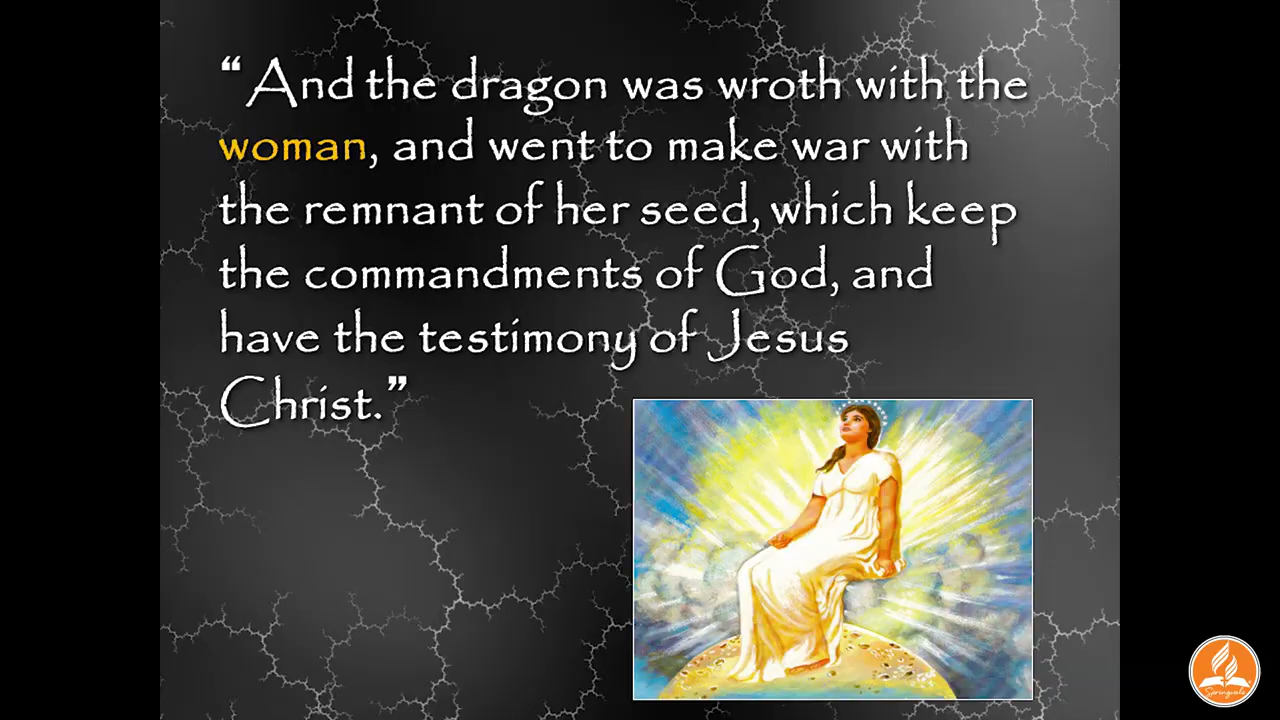 “And the dragon was wroth with the
woman, and went to make war with
the remnant of her seed, which keep
the commandments of God, and
have the testimony of Jesus
Christ.”
Springvale